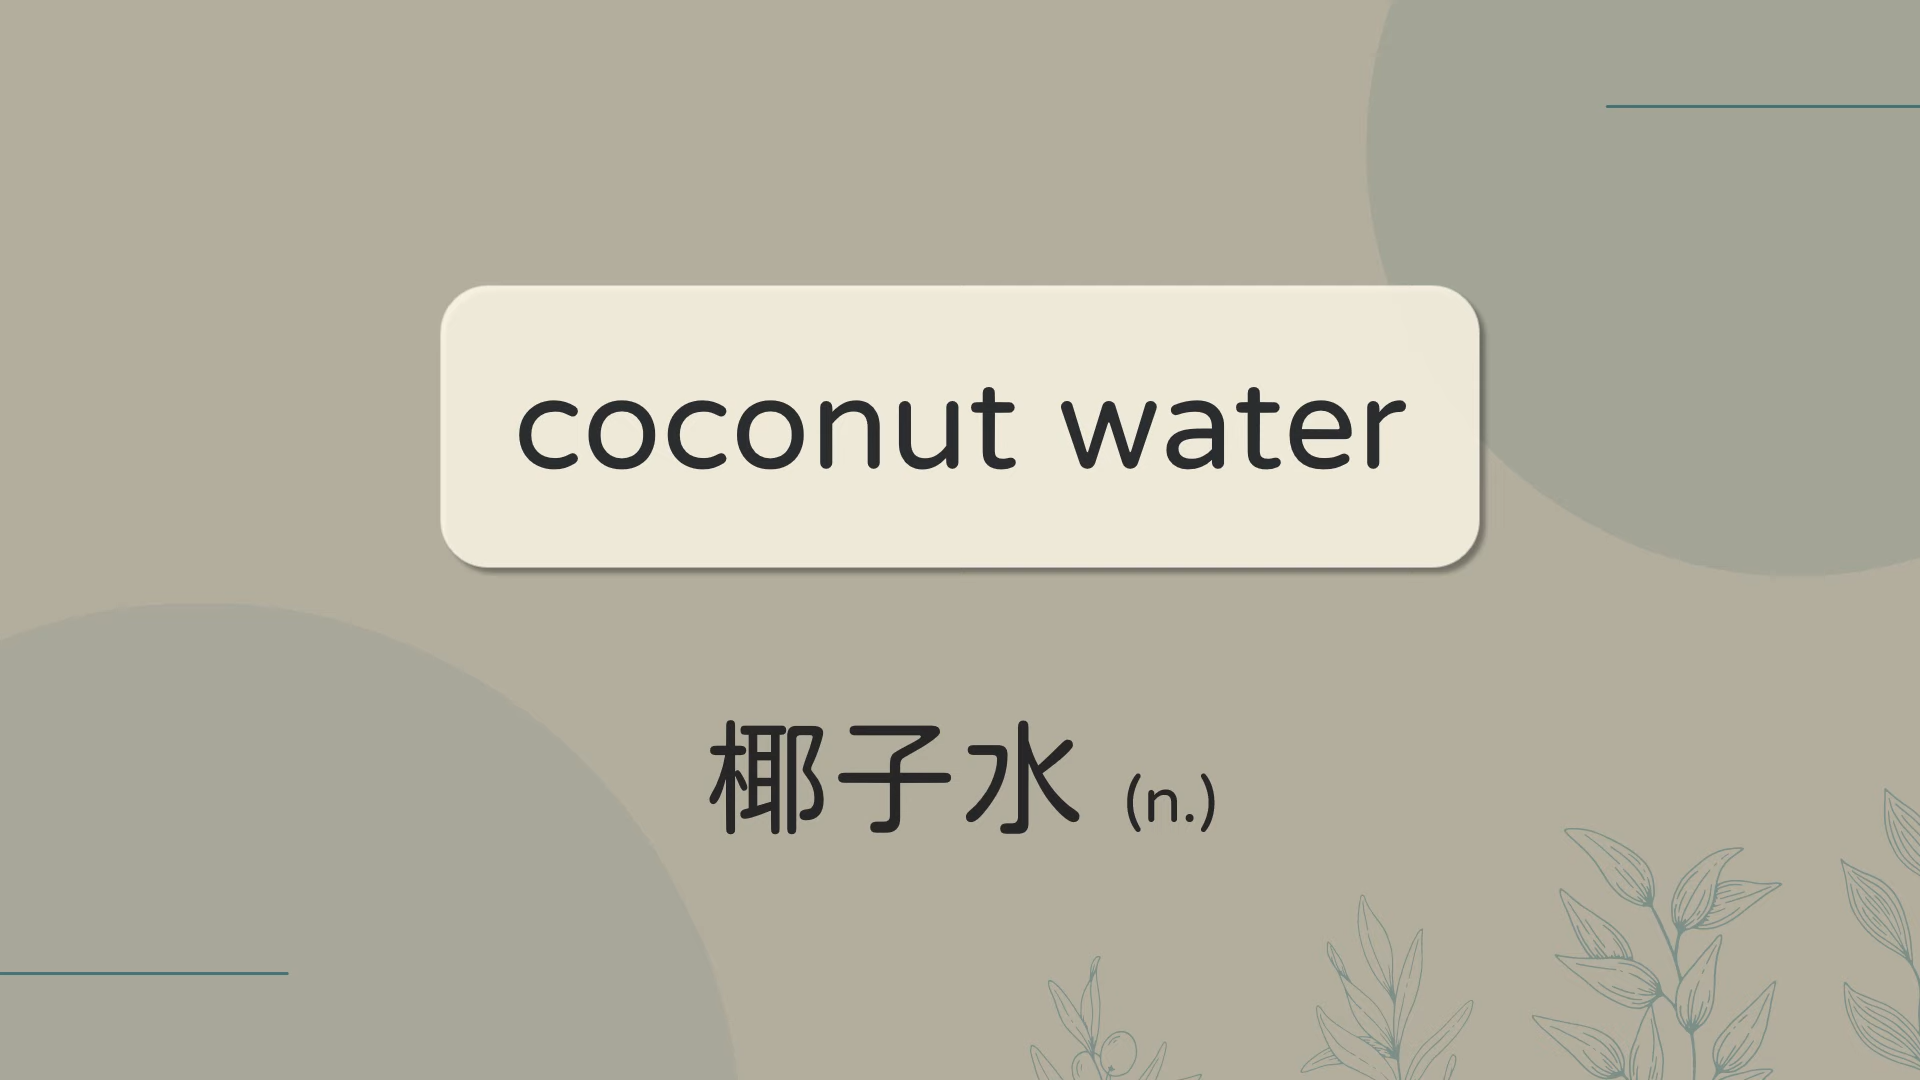 coconut water
椰子水 (n.)